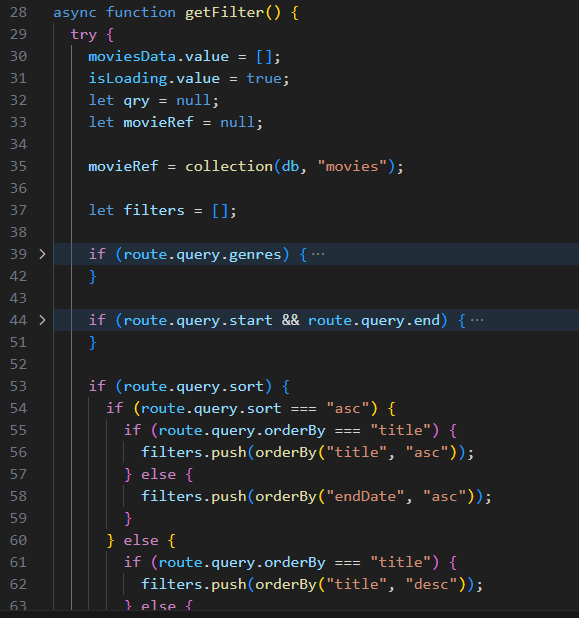 28 async function getFilter() {
29 try {
30 moviesData.value = [];
31 isLoading.value = true;
32 let qry = null;
33 let movieRef = null;
34
35 movieRef = collection(db, "movies");
36
37 let filters = [];
38
39 if (route.query.genres) { ···
42 }
43
44 if (route.query.start && route.query.end) { ···
51 }
52
53 if (route.query.sort) {
54 if (route.query.sort === "asc") {
55 if (route.query.orderBy === "title") {
56 filters.push(orderBy("title", "asc"));
57 } else {
58 filters.push(orderBy("endDate", "asc"));
59 }
60 } else {
61 if (route.query.orderBy === "title") {
62 filters.push(orderBy("title", "desc"));
63 } else {